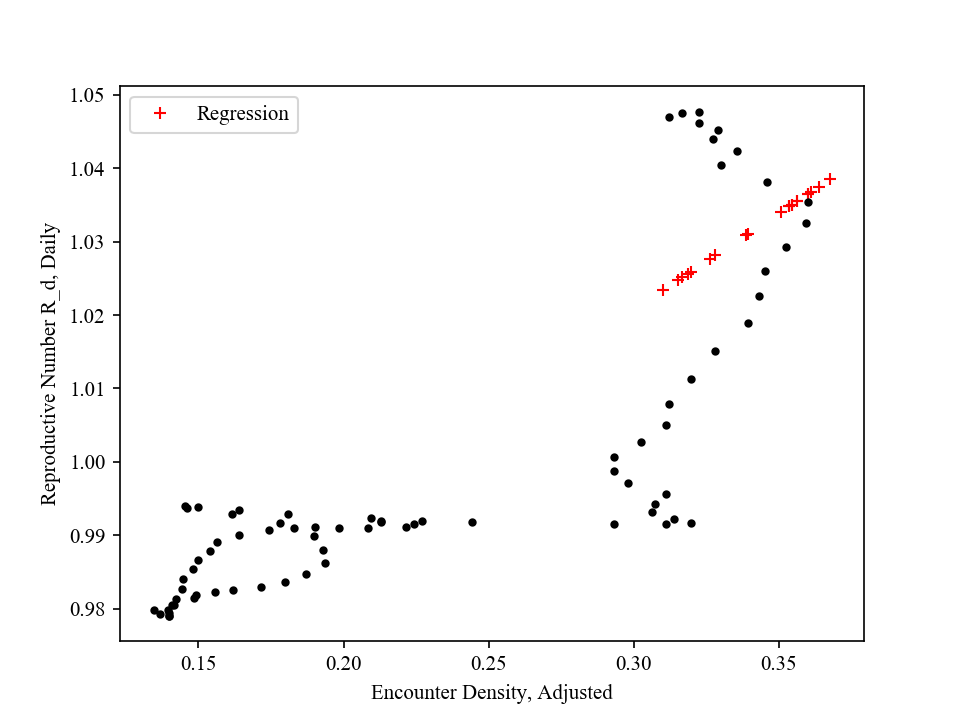 Regression
1.05
1.04
1.03
1.02
1.01
1.00
0.99
0.98
Reproductive Number R_d, Daily
0.15 0.20 0.25 0.30 0.35
Encounter Density, Adjusted